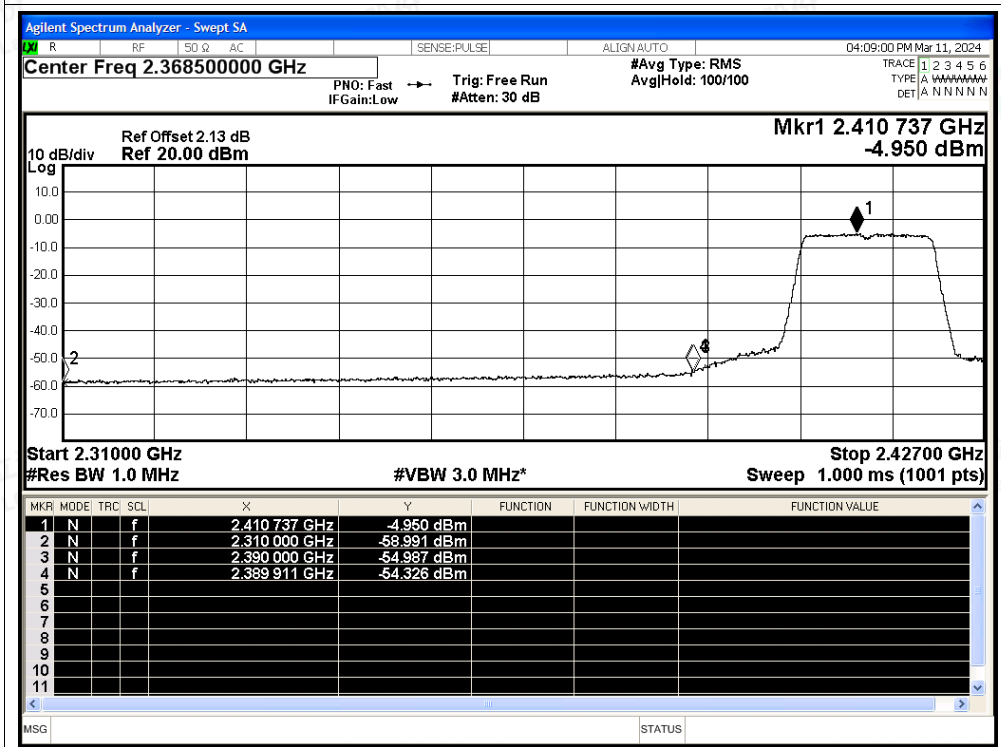 Agilent Spectrum Analyzer - Swept SA
LXI R RF 50 Ω AC SENSE:PULSE ALIGN AUTO 04:09:00 PM Mar 11, 2024
Center Freq 2.368500000 GHz
PNO: Fast
IFGain:Low
Trig: Free Run
#Atten: 30 dB
#Avg Type: RMS
Avg|Hold: 100/100
TRACE 1 2 3 4 5 6
TYPE A WWWWW
DET A N N N N N
Mkr1 2.410 737 GHz
-4.950 dBm
Ref Offset 2.13 dB
10 dB/div Ref 20.00 dBm
Log
10.0
0.00
-10.0
-20.0
-30.0
-40.0
-50.0
-60.0
-70.0
1
2
Start 2.31000 GHz Stop 2.42700 GHz
#Res BW 1.0 MHz #VBW 3.0 MHz* Sweep 1.000 ms (1001 pts)
MKR MODE TRC SCL X Y FUNCTION FUNCTION WIDTH FUNCTION VALUE
1 N f 2.410 737 GHz -4.950 dBm
2 N f 2.310 000 GHz -58.991 dBm
3 N f 2.390 000 GHz -54.987 dBm
4 N f 2.389 911 GHz -54.326 dBm
5
6
7
8
9
10
11
MSG STATUS